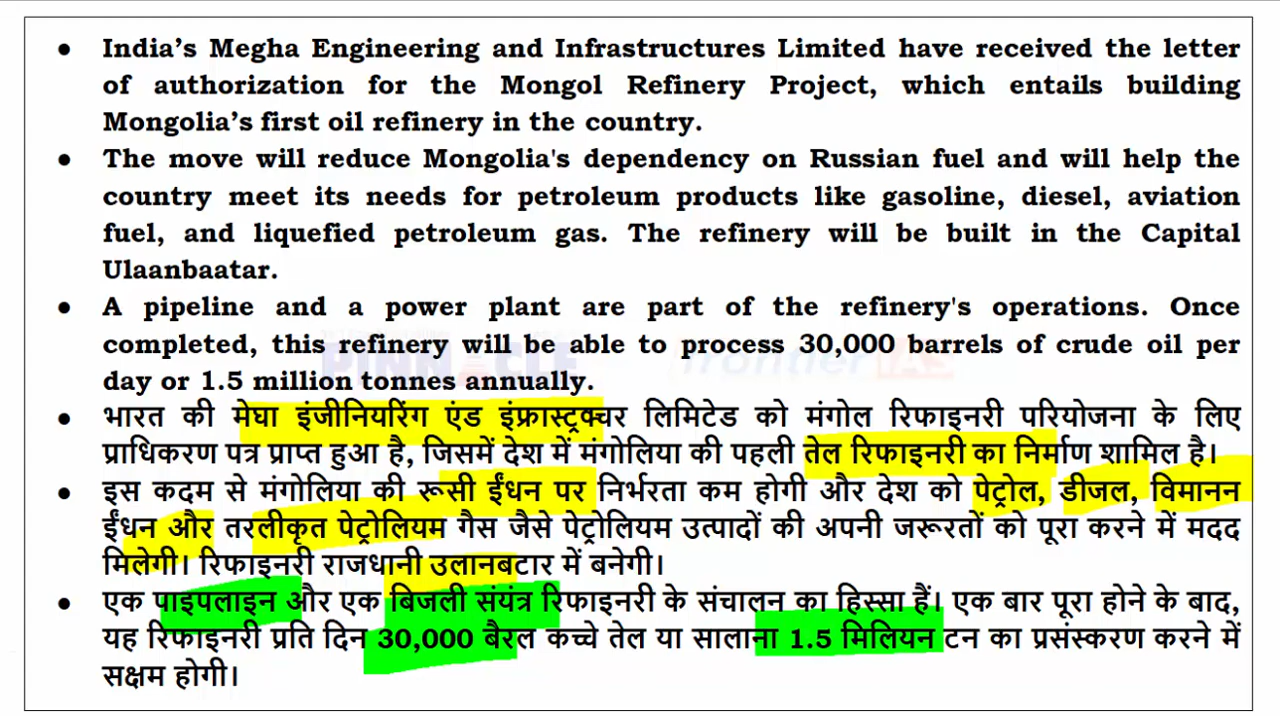 ● India’s Megha Engineering and Infrastructures Limited have received the letter
of authorization for the Mongol Refinery Project, which entails building
Mongolia’s first oil refinery in the country.
● The move will reduce Mongolia's dependency on Russian fuel and will help the
country meet its needs for petroleum products like gasoline, diesel, aviation
fuel, and liquefied petroleum gas. The refinery will be built in the Capital
Ulaanbaatar.
● A pipeline and a power plant are part of the refinery's operations. Once
completed, this refinery will be able to process 30,000 barrels of crude oil per
PINNACLE frontier
day or 1.5 million tonnes annually.
● भारत की मेघा इंजीनियरिंग एंड इंफ्रास्ट्रक्चर लिमिटेड को मंगोल रिफाइनरी परियोजना के लिए
प्राधिकरण पत्र प्राप्त हुआ है, जिसमें देश में मंगोलिया की पहली तेल रिफाइनरी का निर्माण शामिल है।
● इस कदम से मंगोलिया की रूसी ईंधन पर निर्भरता कम होगी और देश को पेट्रोल, डीजल, विमानन
ईंधन और तरलीकृत पेट्रोलियम गैस जैसे पेट्रोलियम उत्पादों की अपनी जरूरतों को पूरा करने में मदद
मिलेगी। रिफाइनरी राजधानी उलानबटार में बनेगी।
● एक पाइपलाइन और एक बिजली संयंत्र रिफाइनरी के संचालन का हिस्सा हैं। एक बार पूरा होने के बाद,
यह रिफाइनरी प्रति दिन 30,000 बैरल कच्चे तेल या सालाना 1.5 मिलियन टन का प्रसंस्करण करने में
सक्षम होगी।